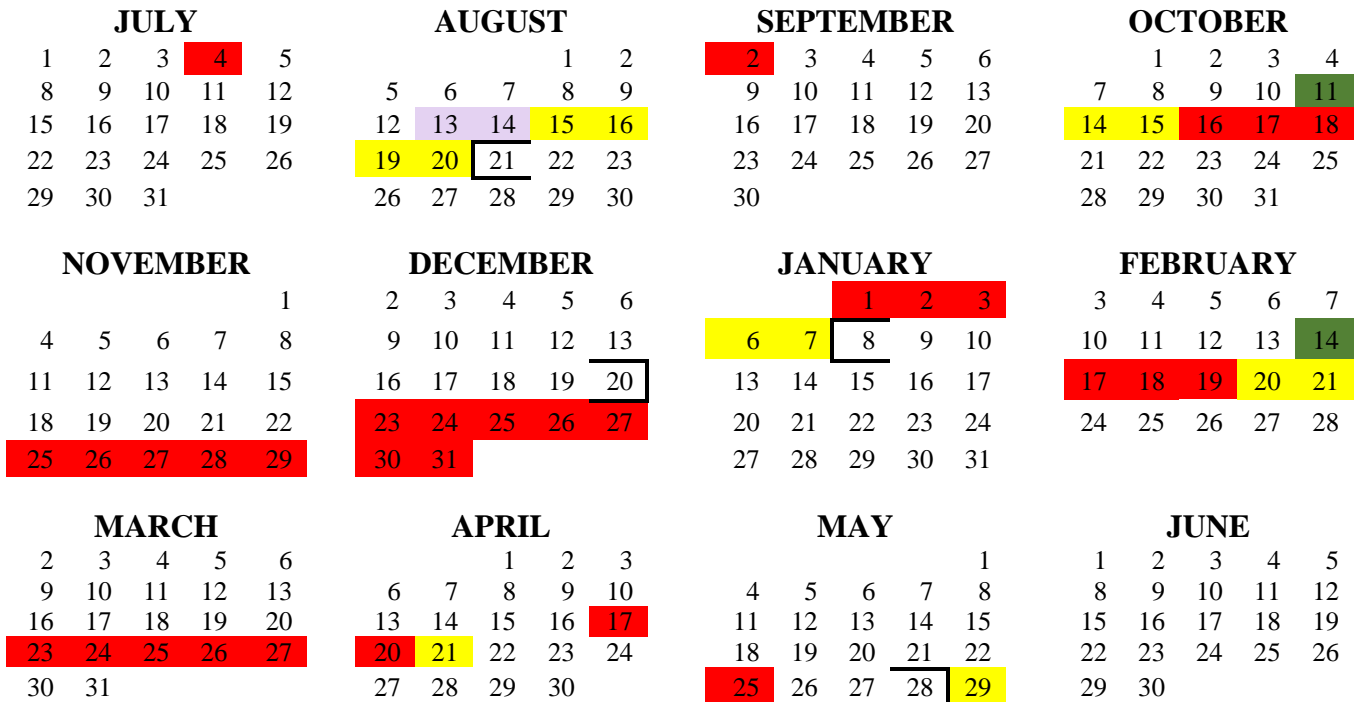 JULY AUGUST SEPTEMBER OCTOBER
1 2 3 4 5 1 2 2 3 4 5 6 1 2 3 4
8 9 10 11 12 5 6 7 8 9 9 10 11 12 13 7 8 9 10 11
15 16 17 18 19 12 13 14 15 16 16 17 18 19 20 14 15 16 17 18
22 23 24 25 26 19 20 21 22 23 23 24 25 26 27 21 22 23 24 25
29 30 31 26 27 28 29 30 30 28 29 30 31
NOVEMBER DECEMBER JANUARY FEBRUARY
1 2 3 4 5 6 1 2 3 3 4 5 6 7
4 5 6 7 8 9 10 11 12 13 6 7 8 9 10 10 11 12 13 14
11 12 13 14 15 16 17 18 19 20 13 14 15 16 17 17 18 19 20 21
18 19 20 21 22 23 24 25 26 27 20 21 22 23 24 24 25 26 27 28
25 26 27 28 29 30 31 27 28 29 30 31
MARCH APRIL MAY JUNE
2 3 4 5 6 1 2 3 1 1 2 3 4 5
9 10 11 12 13 6 7 8 9 10 4 5 6 7 8 8 9 10 11 12
16 17 18 19 20 13 14 15 16 17 11 12 13 14 15 15 16 17 18 19
23 24 25 26 27 20 21 22 23 24 18 19 20 21 22 22 23 24 25 26
30 31 27 28 29 30 25 26 27 28 29 29 30